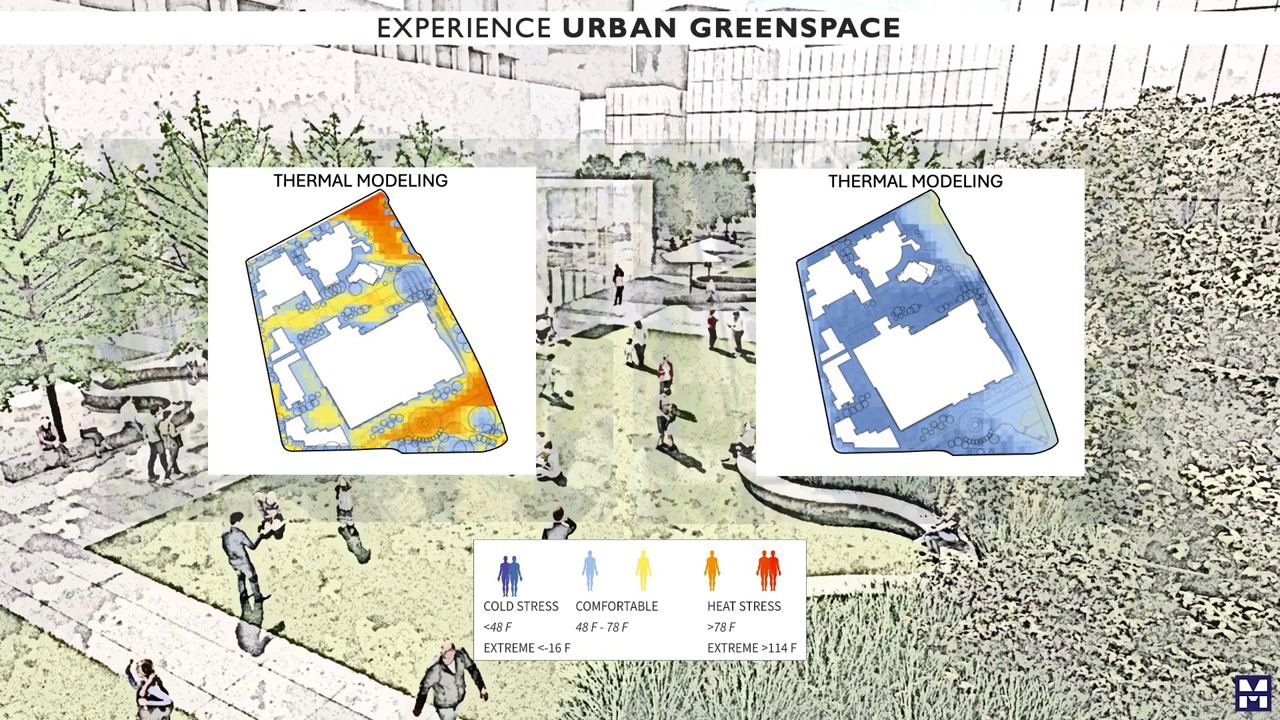 EXPERIENCE URBAN GREENSPACE
THERMAL MODELING
THERMAL MODELING
COLD STRESS
<48 F
EXTREME <-16 F
COMFORTABLE
48 F - 78 F
HEAT STRESS
>78 F
EXTREME >114 F
M